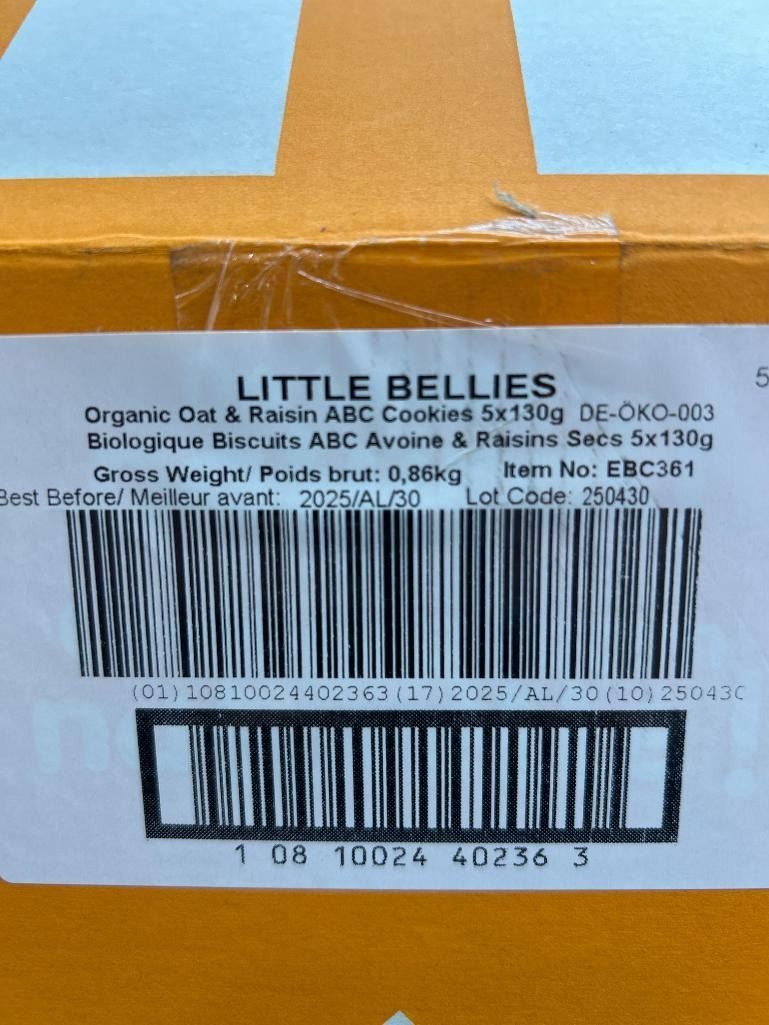 5
LITTLE BELLIES
Organic Oat & Raisin ABC Cookies 5x130g DE-ÖKO-003
Biologique Biscuits ABC Avoine & Raisins Secs 5x130g
Gross Weight/ Poids brut: 0,86kg Item No: EBC361
Best Before/ Meilleur avant: 2025/AL/30 Lot Code: 250430
(01)10810024402363(17)2025/AL/30(10)250430
1 08 10024 40236 3